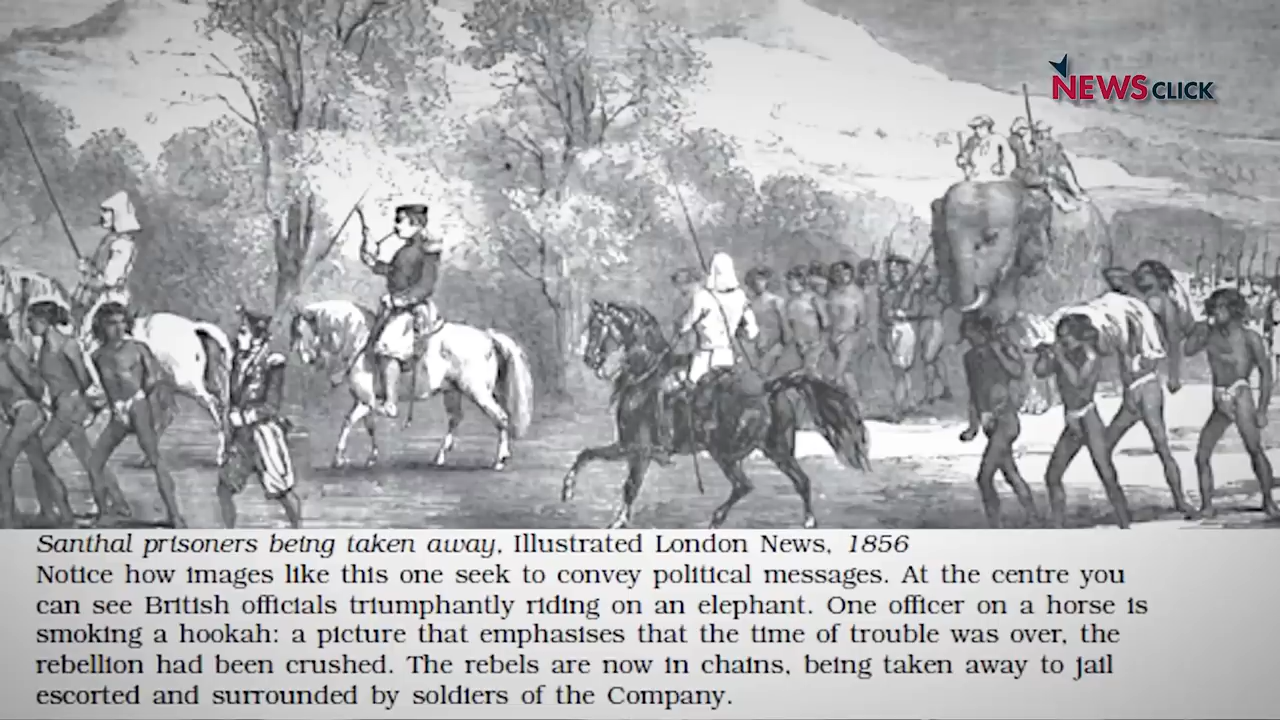 NEWSCLICK
Santhal prisoners being taken away, Illustrated London News, 1856
Notice how images like this one seek to convey political messages. At the centre you
can see British officials triumphantly riding on an elephant. One officer on a horse is
smoking a hookah: a picture that emphasises that the time of trouble was over, the
rebellion had been crushed. The rebels are now in chains, being taken away to jail
escorted and surrounded by soldiers of the Company.